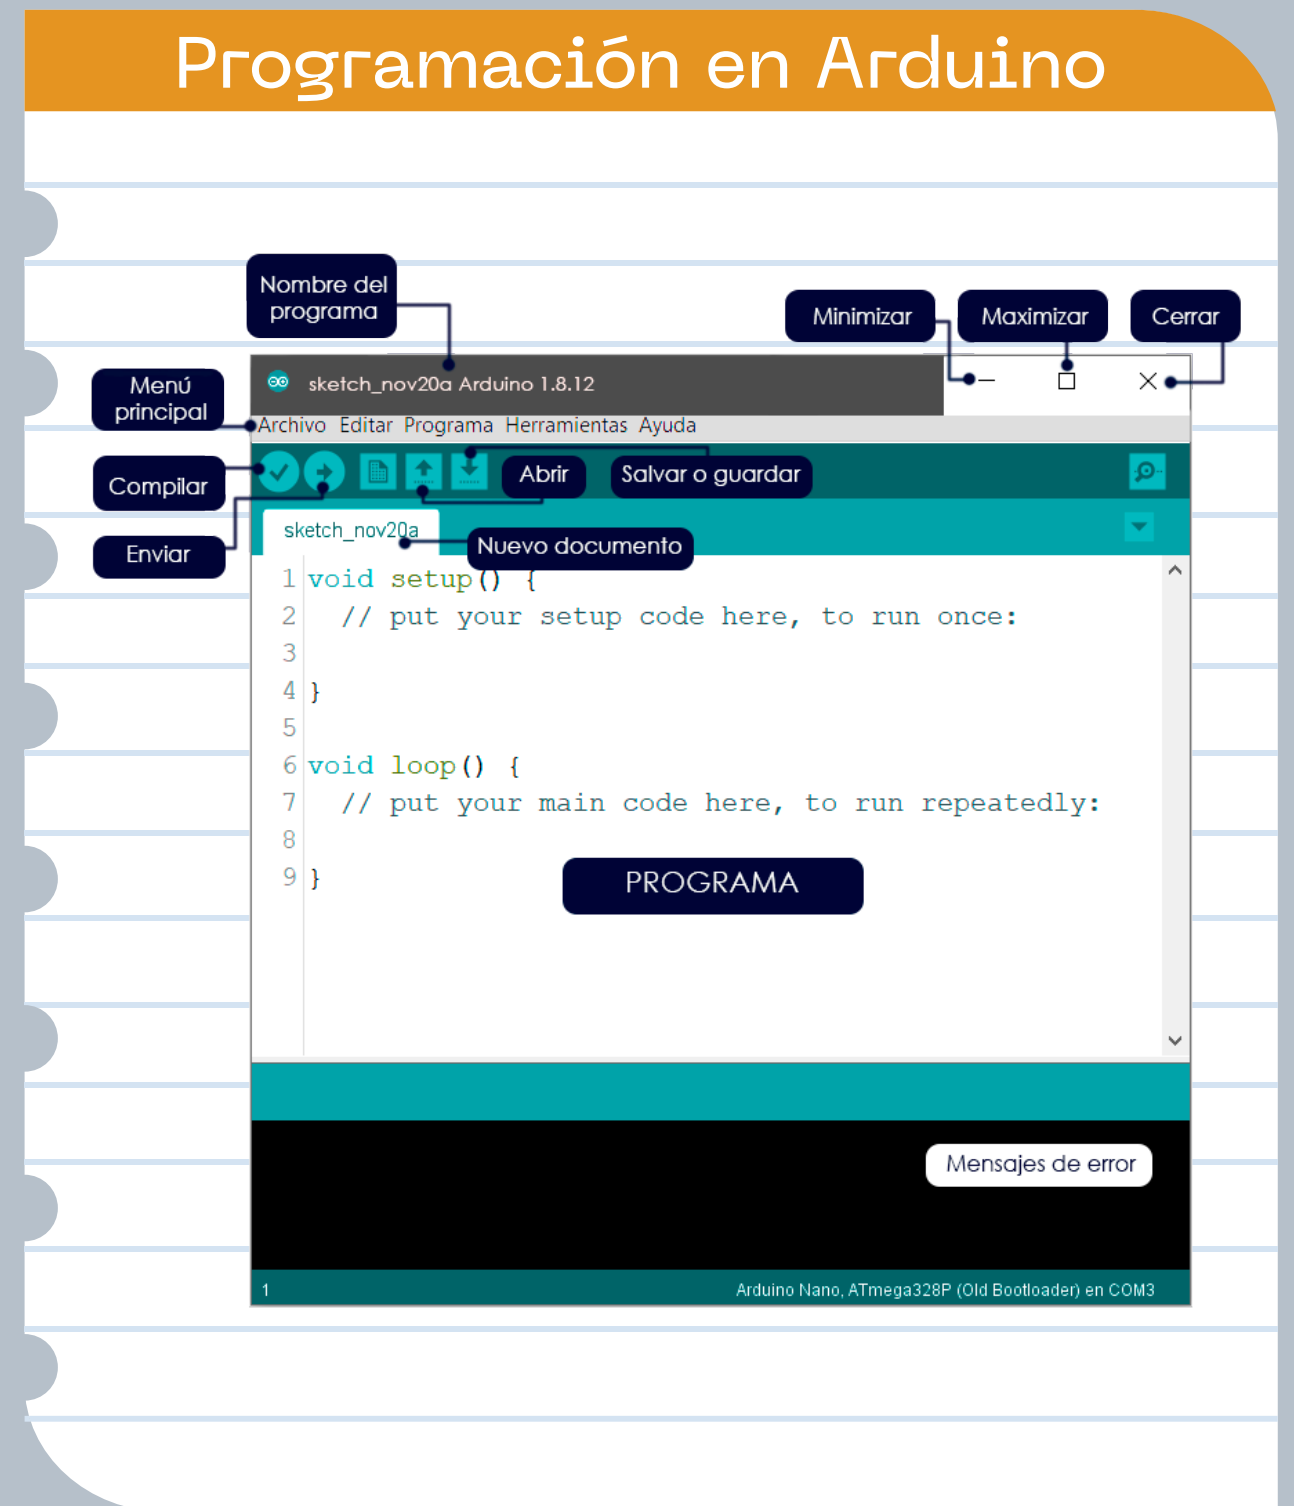 Programación en Arduino
Nombre del
programa
Minimizar
Maximizar
Cerrar
Menú
principal
sketch_nov20a Arduino 1.8.12
Archivo Editar Programa Herramientas Ayuda
Compilar
Abrir
Salvar o guardar
Enviar
sketch_nov20a
Nuevo documento
1 void setup() {
2 // put your setup code here, to run once:
3
4 }
5
6 void loop() {
7 // put your main code here, to run repeatedly:
8
9 }
PROGRAMA
Mensajes de error
1
Arduino Nano, ATmega328P (Old Bootloader) en COM3